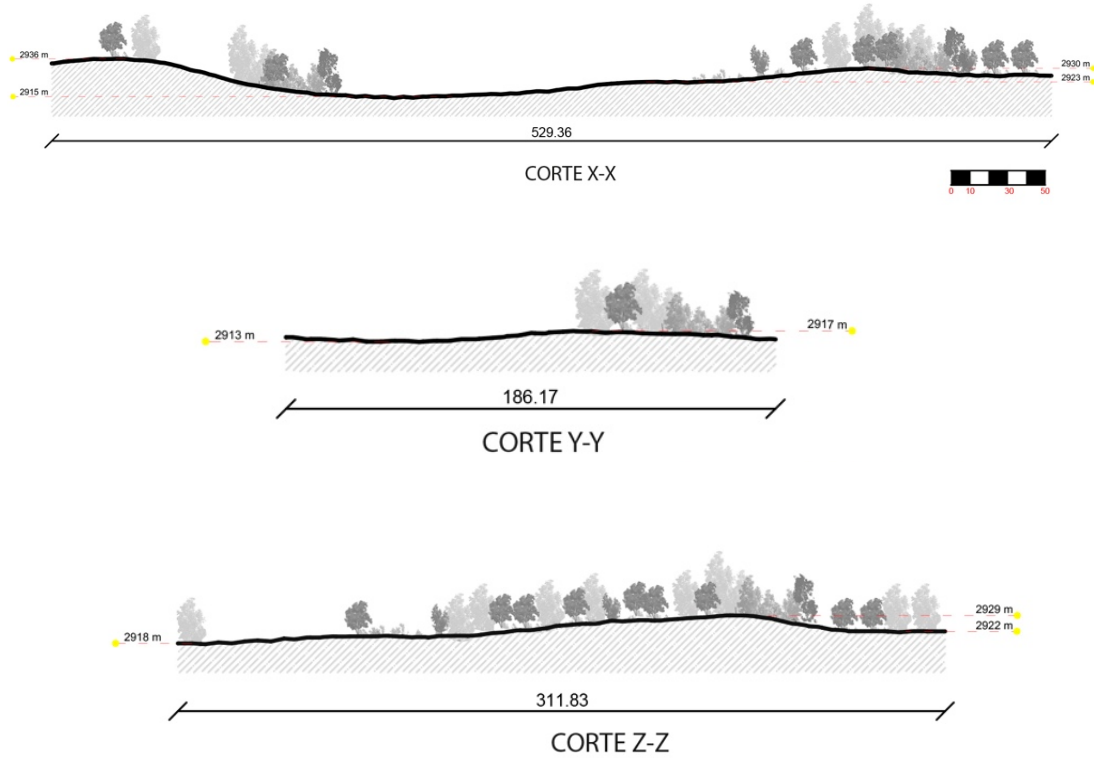 2936 m
2930 m
2923 m
2915 m
529.36
CORTE X-X
0 10 30 50
2913 m
2917 m
186.17
CORTE Y-Y
2918 m
2929 m
2922 m
311.83
CORTE Z-Z